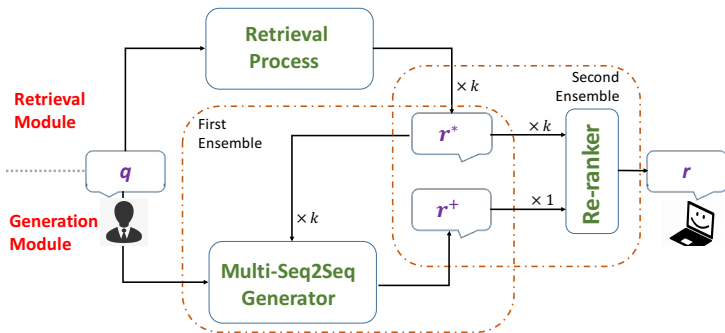 Retrieval
Process
Retrieval
Module
q
Generation
Module
First
Ensemble
Second
Ensemble
× k
r*
× k
× k
r+
× 1
Multi-Seq2Seq
Generator
Re-ranker
r